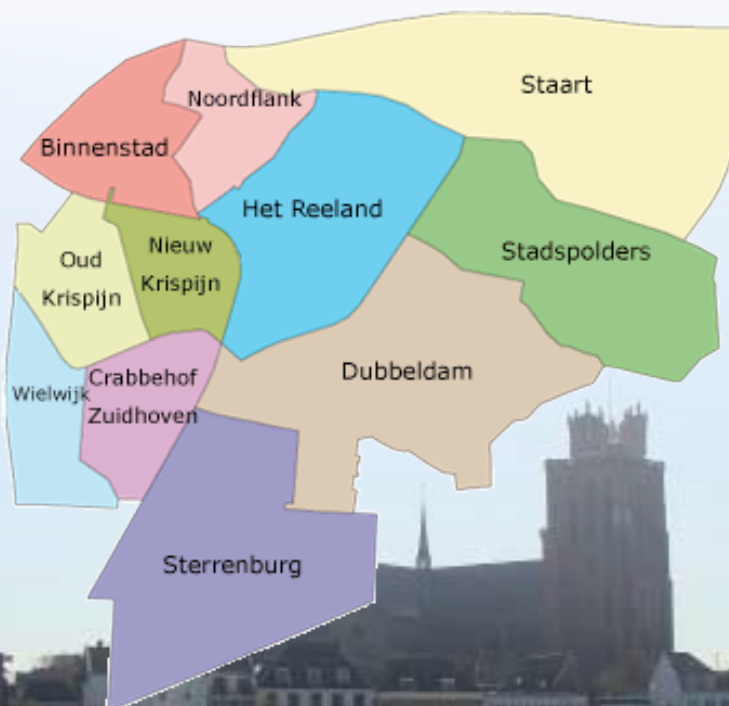 Staart
Noordflank
Binnenstad
Het Reeland
Nieuw
Krispijn
Stadspolders
Oud
Krispijn
Dubbeldam
Crabbehof
Zuidhoven
Wielwijk
Sterrenburg